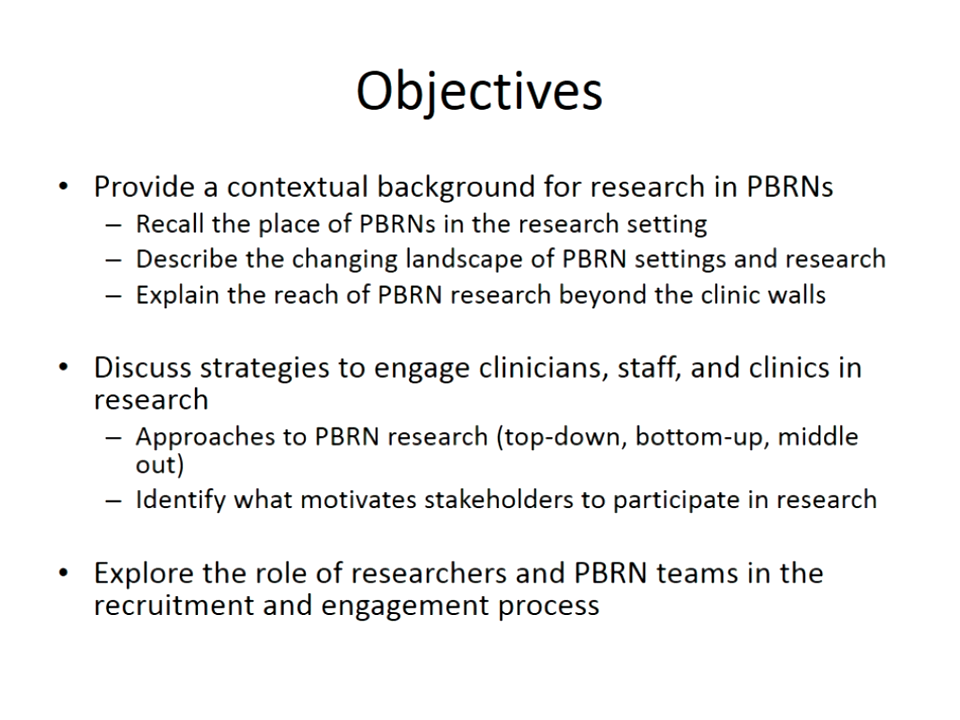 Objectives
• Provide a contextual background for research in PBRNs
– Recall the place of PBRNs in the research setting
– Describe the changing landscape of PBRN settings and research
– Explain the reach of PBRN research beyond the clinic walls
• Discuss strategies to engage clinicians, staff, and clinics in
research
– Approaches to PBRN research (top-down, bottom-up, middle
out)
– Identify what motivates stakeholders to participate in research
• Explore the role of researchers and PBRN teams in the
recruitment and engagement process